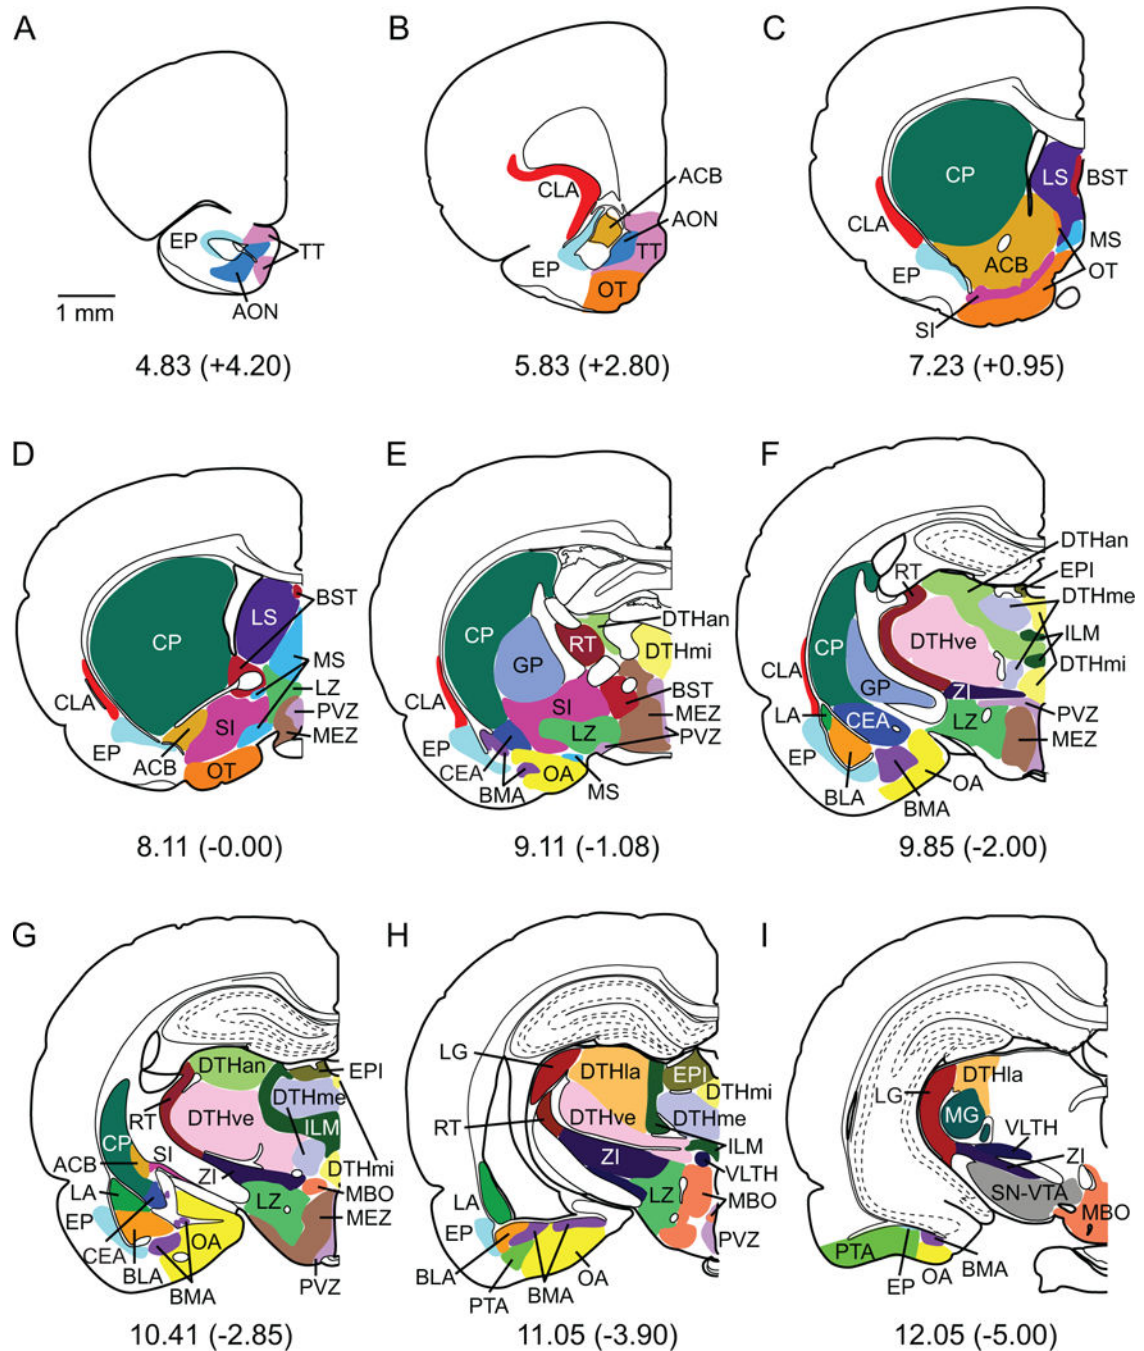 A
EP
TT
AON
1 mm
4.83 (+4.20)
B
ACB
CLA
AON
TT
EP
OT
5.83 (+2.80)
C
CP
LS
BST
CLA
MS
EP
ACB
OT
SI
7.23 (+0.95)
D
BST
LS
CP
MS
LZ
CLA
PVZ
SI
MEZ
EP
ACB
OT
8.11 (-0.00)
E
DTHan
CP
RT
DTHmi
GP
BST
CLA
SI
MEZ
LZ
EP
PVZ
CEA
OA
BMA
MS
9.11 (-1.08)
F
DTHan
EPI
RT
DTHme
ILM
DTHve
CP
DTHmi
CLA
GP
ZI
PVZ
LA
CEA
LZ
MEZ
EP
OA
BLA
BMA
9.85 (-2.00)
G
DTHan
EPI
DTHme
RT
DTHve
ILM
CP
ACB
SI
DTHmi
ZI
LA
MBO
LZ
EP
MEZ
OA
CEA
BLA
PVZ
BMA
10.41 (-2.85)
H
LG
DTHla
EPI
DTHmi
RT
DTHve
DTHme
ILM
ZI
VLTH
LA
LZ
MBO
EP
PVZ
BLA
OA
PTA
BMA
11.05 (-3.90)
I
DTHla
LG
MG
VLTH
ZI
SN-VTA
MBO
PTA
BMA
EP
OA
12.05 (-5.00)